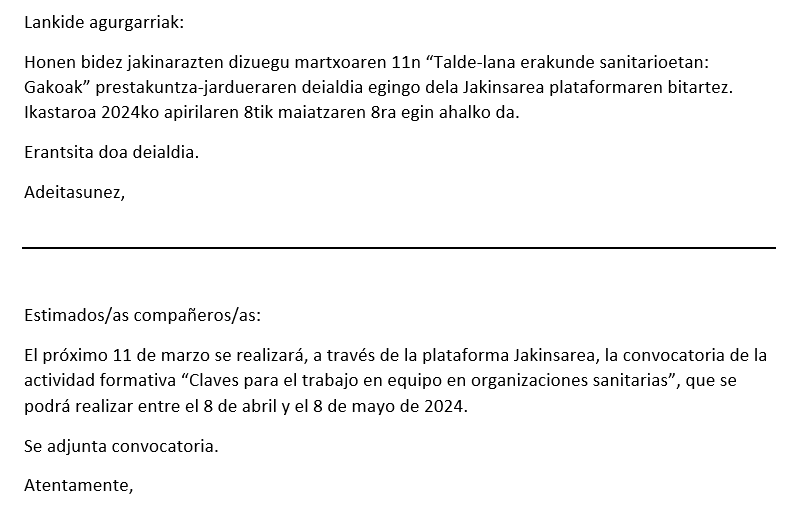 Lankide agurgarriak:
Honen bidez jakinarazten dizuegu martxoaren 11n “Talde-lana erakunde sanitarioetan:
Gakoak” prestakuntza-jardueraren deialdia egingo dela Jakinsarea plataformaren bitartez.
Ikastaroa 2024ko apirilaren 8tik maiatzaren 8ra egin ahalko da.
Erantsita doa deialdia.
Adeitasunez,
Estimados/as compañeros/as:
El próximo 11 de marzo se realizará, a través de la plataforma Jakinsarea, la convocatoria de la
actividad formativa “Claves para el trabajo en equipo en organizaciones sanitarias”, que se
podrá realizar entre el 8 de abril y el 8 de mayo de 2024.
Se adjunta convocatoria.
Atentamente,